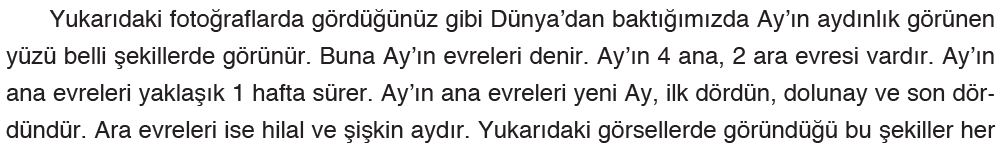 Yukarıdaki fotoğraflarda gördüğünüz gibi Dünya’dan baktığımızda Ay’ın aydınlık görünen
yüzü belli şekillerde görünür. Buna Ay’ın evreleri denir. Ay’ın 4 ana, 2 ara evresi vardır. Ay’ın
ana evreleri yaklaşık 1 hafta sürer. Ay’ın ana evreleri yeni Ay, ilk dördün, dolunay ve son dör-
dündür. Ara evreleri ise hilal ve şişkin aydır. Yukarıdaki görsellerde göründüğü bu şekiller her